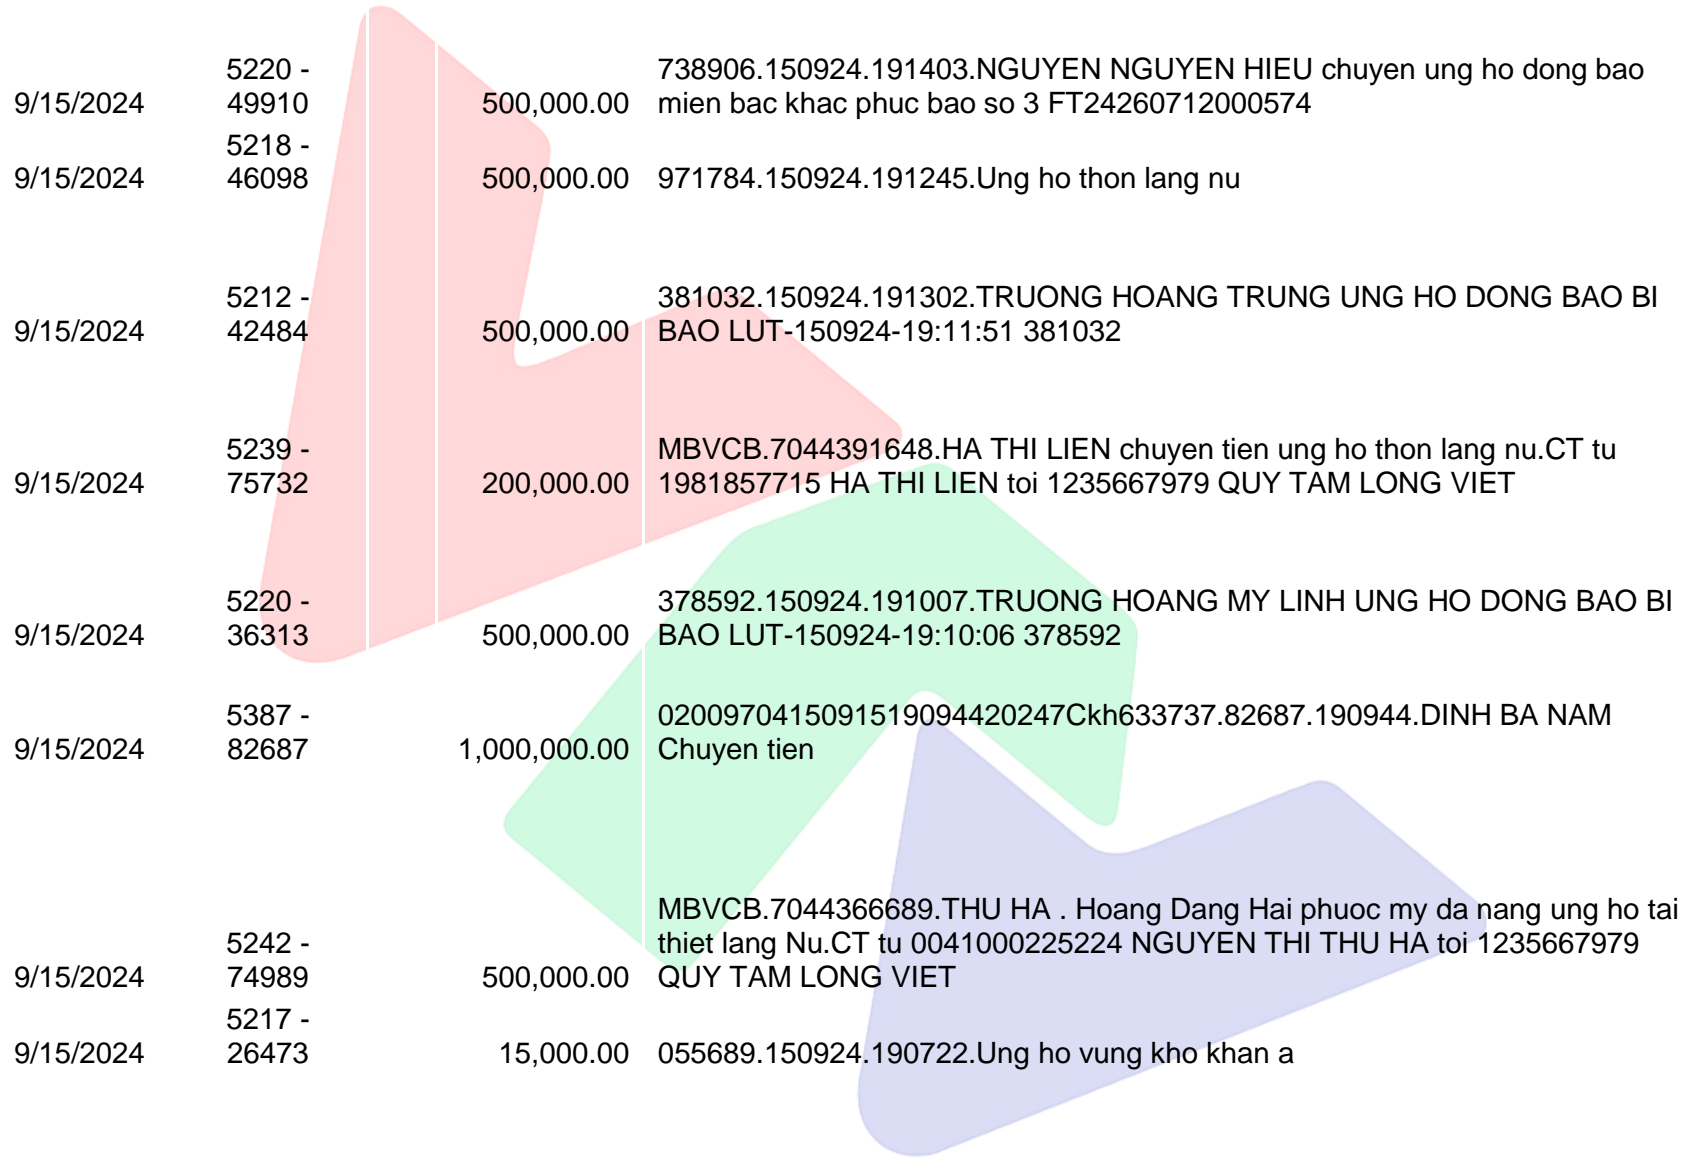 5220 - 738906.150924.191403.NGUYEN NGUYEN HIEU chuyen ung ho dong bao
9/15/2024 49910 500,000.00 mien bac khac phuc bao so 3 FT24260712000574
5218 -
9/15/2024 46098 500,000.00 971784.150924.191245.Ung ho thon lang nu
5212 - 381032.150924.191302.TRUONG HOANG TRUNG UNG HO DONG BAO BI
9/15/2024 42484 500,000.00 BAO LUT-150924-19:11:51 381032
5239 - MBVCB.7044391648.HA THI LIEN chuyen tien ung ho thon lang nu.CT tu
9/15/2024 75732 200,000.00 1981857715 HA THI LIEN toi 1235667979 QUY TAM LONG VIET
5220 - 378592.150924.191007.TRUONG HOANG MY LINH UNG HO DONG BAO BI
9/15/2024 36313 500,000.00 BAO LUT-150924-19:10:06 378592
5387 - 0200970415091519094420247Ckh633737.82687.190944.DINH BA NAM
9/15/2024 82687 1,000,000.00 Chuyen tien
MBVCB.7044366689.THU HA . Hoang Dang Hai phuoc my da nang ung ho tai
5242 - thiet lang Nu.CT tu 0041000225224 NGUYEN THI THU HA toi 1235667979
9/15/2024 74989 500,000.00 QUY TAM LONG VIET
5217 -
9/15/2024 26473 15,000.00 055689.150924.190722.Ung ho vung kho khan a